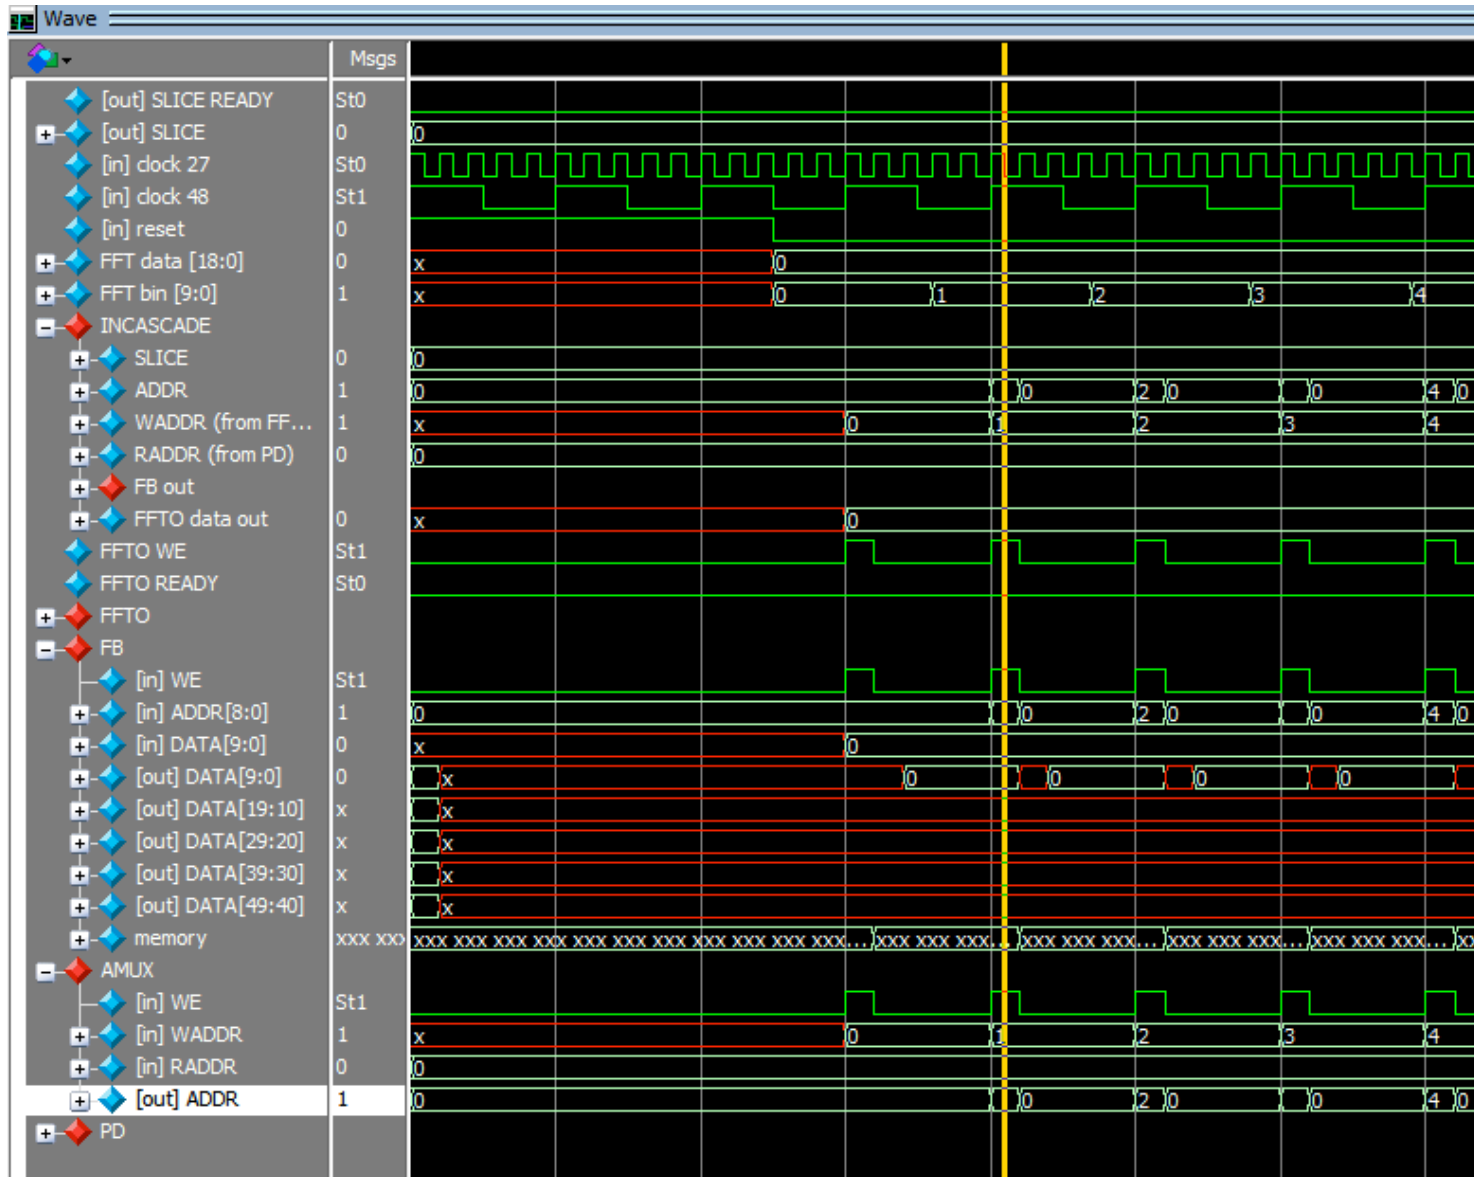 Wave
Msgs
[out] SLICE READY St0
[out] SLICE 0 0
[in] clock 27 St0
[in] clock 48 St1
[in] reset 0
FFT data [18:0] 0 x 0
FFT bin [9:0] 1 x 0 1 2 3 4
INCASCADE
SLICE 0 0
ADDR 1 0 0 2 0 0 4 0
WADDR (from FF... 1 x 0 1 2 3 4
RADDR (from PD) 0 0
FB out
FFTO data out 0 x 0
FFTO WE St1
FFTO READY St0
FFTO
FB
[in] WE St1
[in] ADDR[8:0] 1 0 0 2 0 0 4 0
[in] DATA[9:0] 0 x 0
[out] DATA[9:0] 0 x 0 0 0 0
[out] DATA[19:10] x x
[out] DATA[29:20] x x
[out] DATA[39:30] x x
[out] DATA[49:40] x x
memory xxx xxx xxx xxx xxx xxx xxx xxx xxx xxx xxx xxx xxx... xxx xxx xxx... xxx xxx xxx... xxx xxx xxx... xxx xxx xxx... xx
AMUX
[in] WE St1
[in] WADDR 1 x 0 1 2 3 4
[in] RADDR 0 0
[out] ADDR 1 0 0 2 0 0 4 0
PD